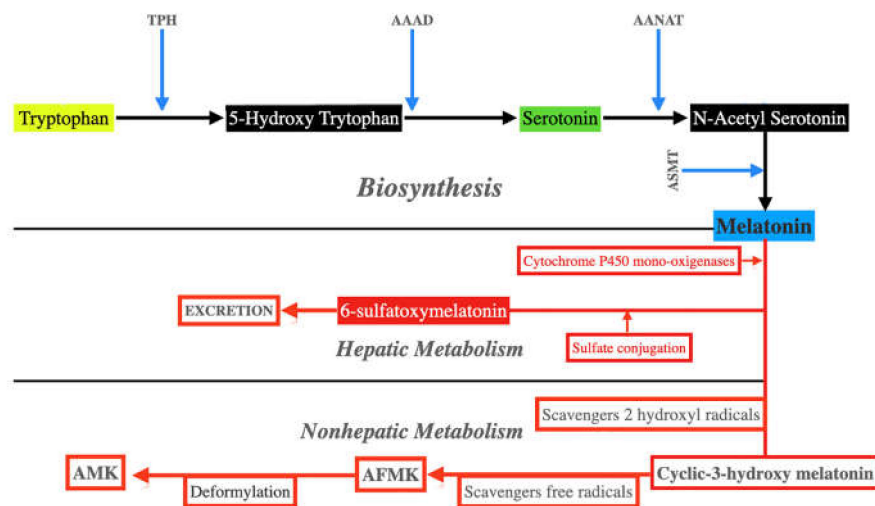 TPH
AAAD
AANAT
Tryptophan
5-Hydroxy Trytophan
Serotonin
N-Acetyl Serotonin
ASMT
Biosynthesis
Melatonin
Cytochrome P450 mono-oxigenases
EXCRETION
6-sulfatoxymelatonin
Hepatic Metabolism
Sulfate conjugation
Scavengers 2 hydroxyl radicals
Nonhepatic Metabolism
AMK
Deformylation
AFMK
Scavengers free radicals
Cyclic-3-hydroxy melatonin